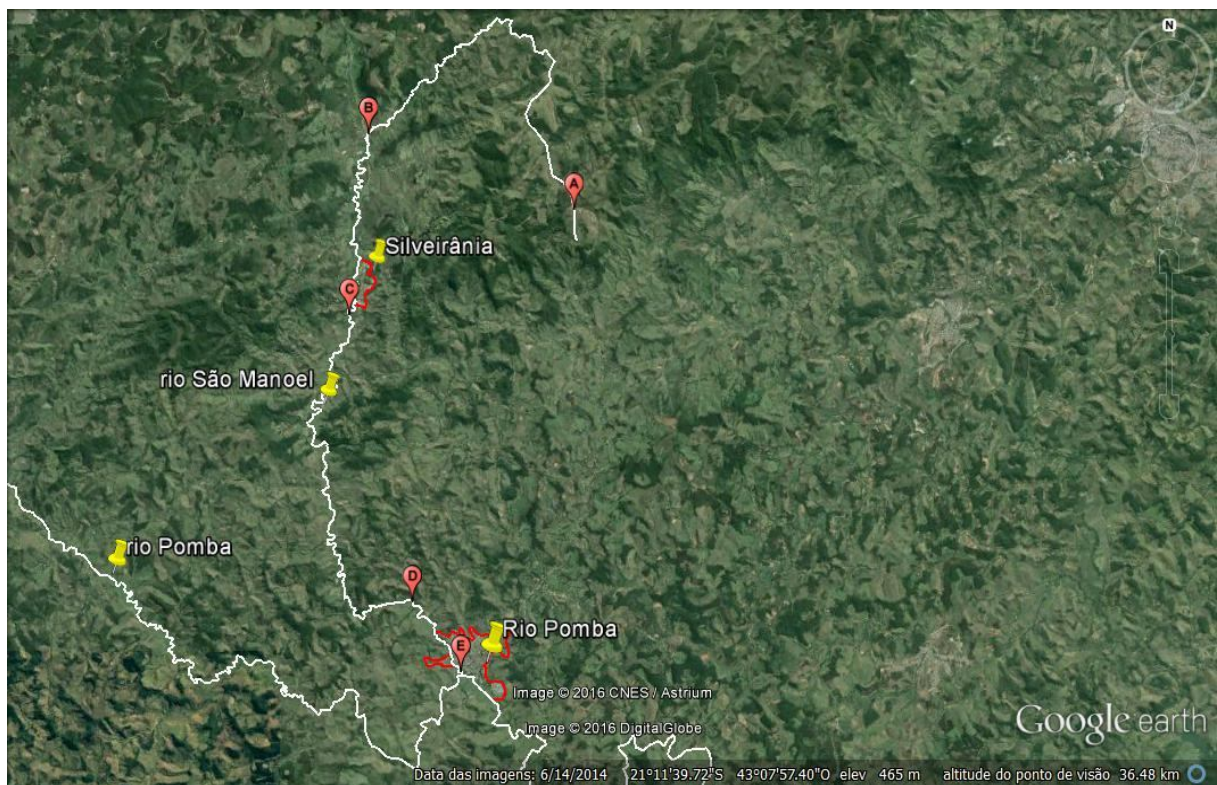 N
B
A
Silveirânia
C
rio São Manoel
rio Pomba
D
Rio Pomba
E
Image © 2016 CNES / Astrium
Image © 2016 DigitalGlobe
Google earth
Data das imagens: 6/14/2014 21°11'39.72"S 43°07'57.40"O elev 465 m altitude do ponto de visão 36.48 km